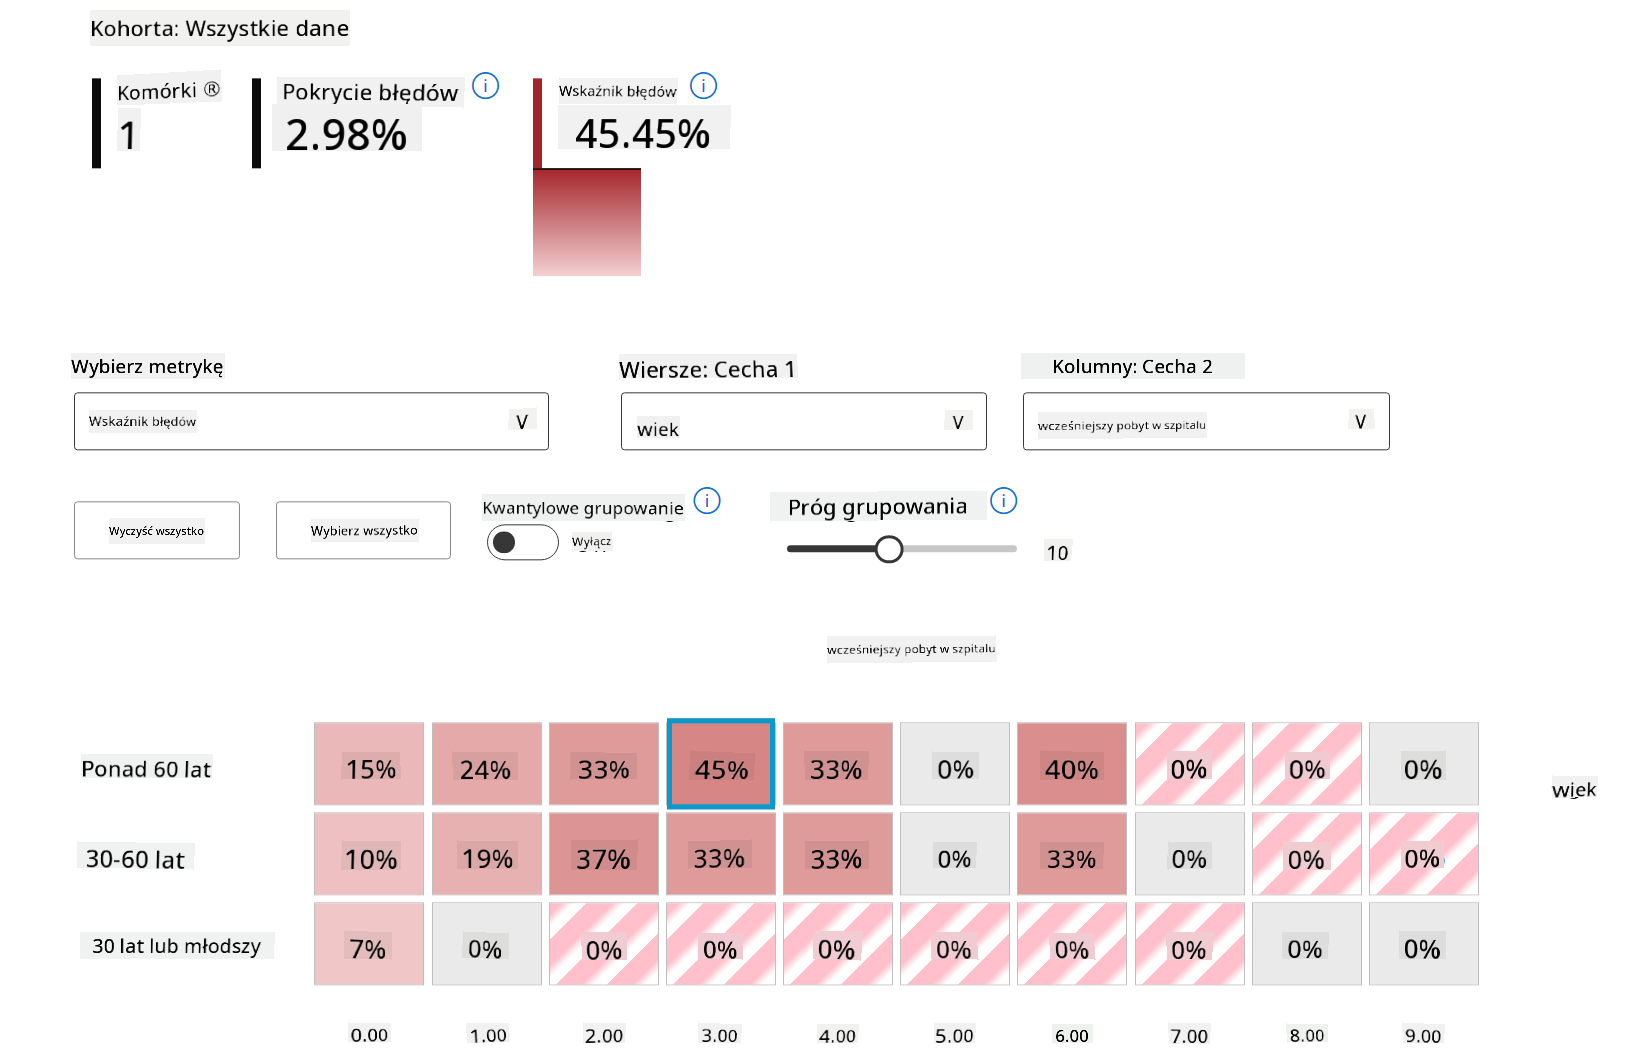 Kohorta: Wszystkie dane
Komórki ®
1
Pokrycie błędów
2.98%
Wskaźnik błędów
45.45%
Wybierz metrykę
Wskaźnik błędów
Wiersze: Cecha 1
wiek
Kolumny: Cecha 2
wcześniejszy pobyt w szpitalu
Wyczyść wszystko
Wybierz wszystko
Kwantylowe grupowanie
Wyłącz
Próg grupowania
10
wcześniejszy pobyt w szpitalu
Ponad 60 lat 15% 24% 33% 45% 33% 0% 40% 0% 0% 0%
wiek
30-60 lat 10% 19% 37% 33% 33% 0% 33% 0% 0% 0%
30 lat lub młodszy 7% 0% 0% 0% 0% 0% 0% 0% 0% 0%
0.00 1.00 2.00 3.00 4.00 5.00 6.00 7.00 8.00 9.00